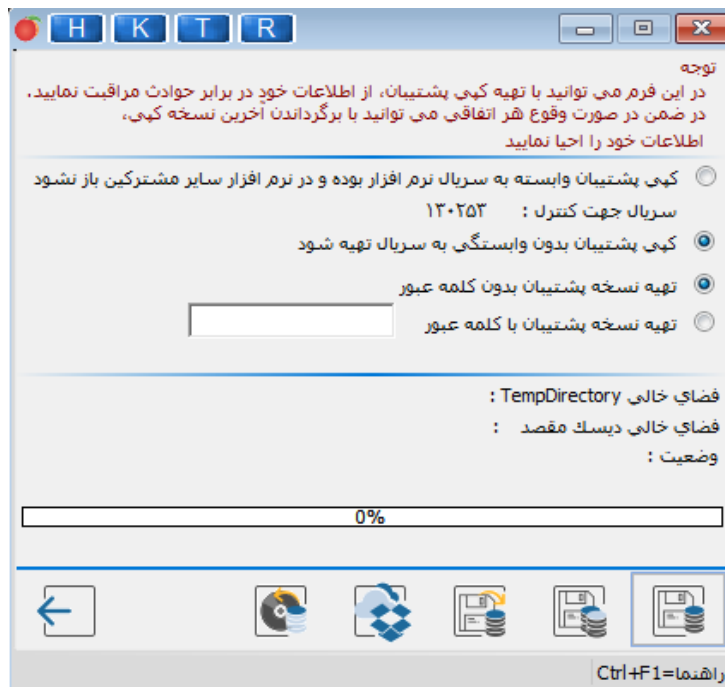 H K T R
توجه
در این فرم می توانید با تهیه کپی پشتیبان، از اطلاعات خود در برابر حوادث مراقبت نمایید.
در ضمن در صورت وقوع هر اتفاقی می توانید با برگرداندن آخرین نسخه کپی،
اطلاعات خود را احیا نمایید
کپی پشتیبان وابسته به سریال نرم افزار بوده و در نرم افزار سایر مشترکین باز نشود
سریال جهت کنترل : ۱۳۰۲۵۳
کپی پشتیبان بدون وابستگی به سریال تهیه شود
تهیه نسخه پشتیبان بدون کلمه عبور
تهیه نسخه پشتیبان با کلمه عبور
فضاي خالی TempDirectory :
فضاي خالی دیسك مقصد :
وضعیت :
0%
راهنما=Ctrl+F1